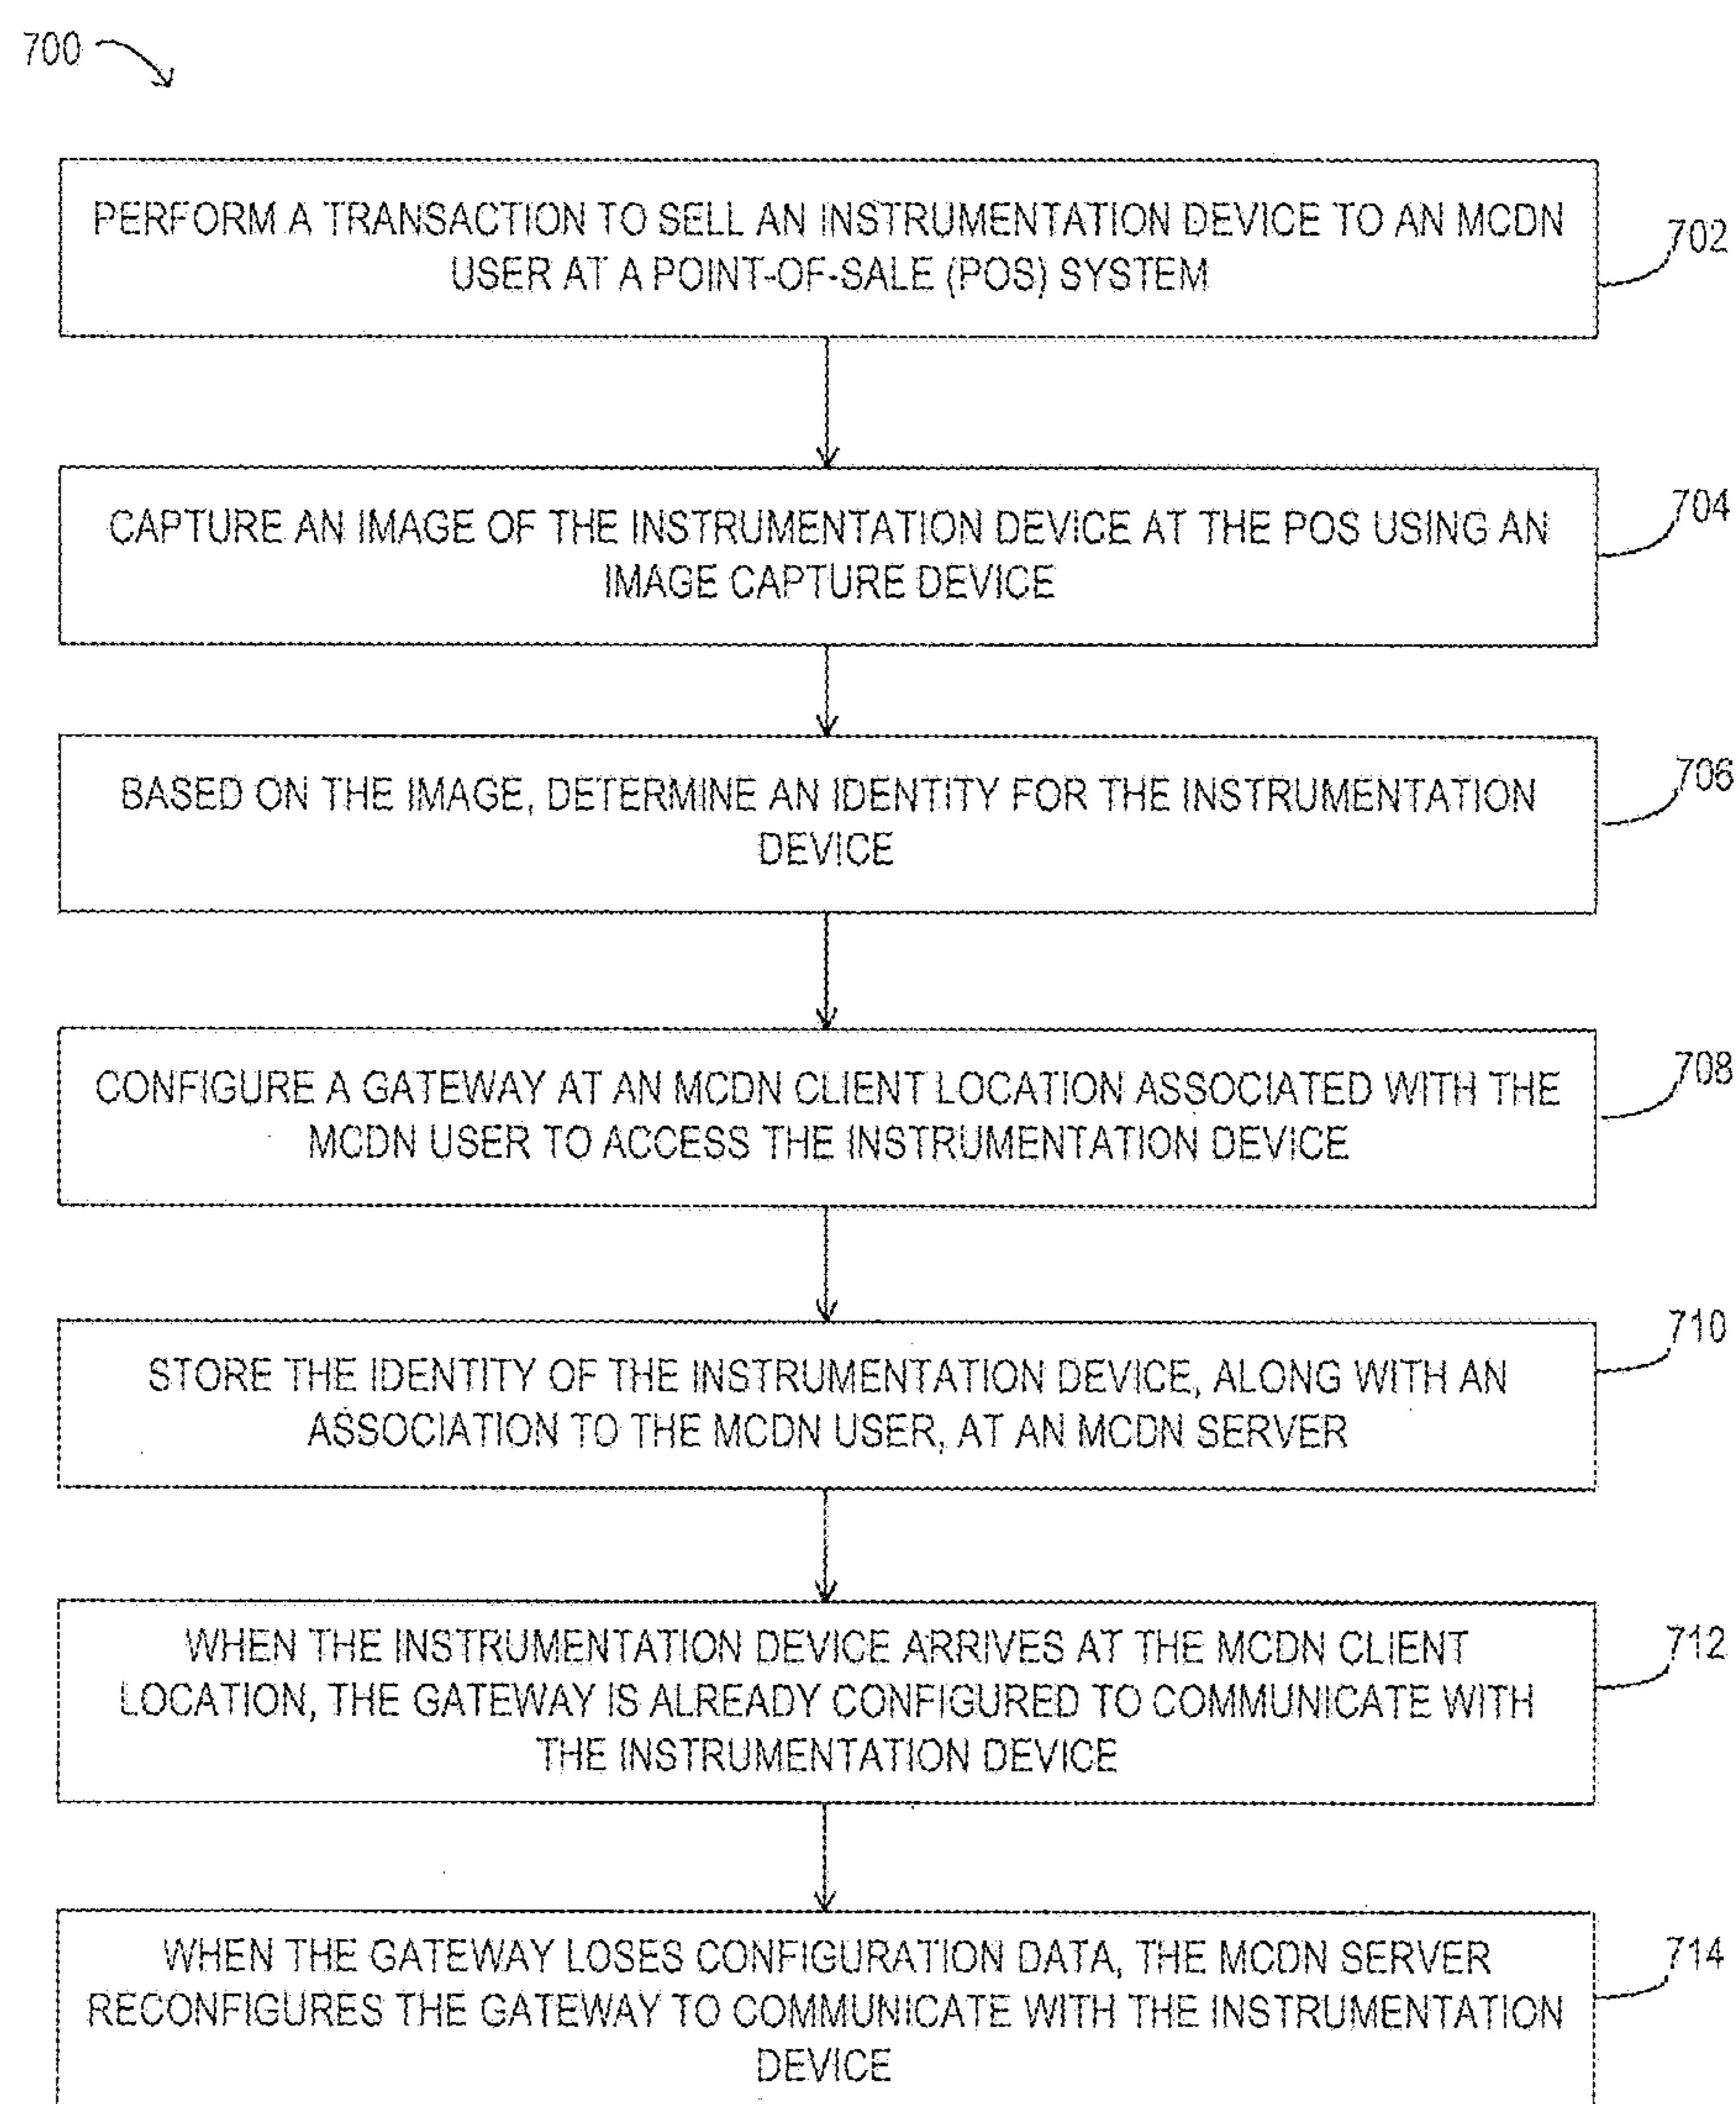 700
PERFORM A TRANSACTION TO SELL AN INSTRUMENTATION DEVICE TO AN MCDN
USER AT A POINT-OF-SALE (POS) SYSTEM
702
CAPTURE AN IMAGE OF THE INSTRUMENTATION DEVICE AT THE POS USING AN
IMAGE CAPTURE DEVICE
704
BASED ON THE IMAGE, DETERMINE AN IDENTITY FOR THE INSTRUMENTATION
DEVICE
706
CONFIGURE A GATEWAY AT AN MCDN CLIENT LOCATION ASSOCIATED WITH THE
MCDN USER TO ACCESS THE INSTRUMENTATION DEVICE
708
STORE THE IDENTITY OF THE INSTRUMENTATION DEVICE, ALONG WITH AN
ASSOCIATION TO THE MCDN USER, AT AN MCDN SERVER
710
WHEN THE INSTRUMENTATION DEVICE ARRIVES AT THE MCDN CLIENT
LOCATION, THE GATEWAY IS ALREADY CONFIGURED TO COMMUNICATE WITH
THE INSTRUMENTATION DEVICE
712
WHEN THE GATEWAY LOSES CONFIGURATION DATA, THE MCDN SERVER
RECONFIGURES THE GATEWAY TO COMMUNICATE WITH THE INSTRUMENTATION
DEVICE
714